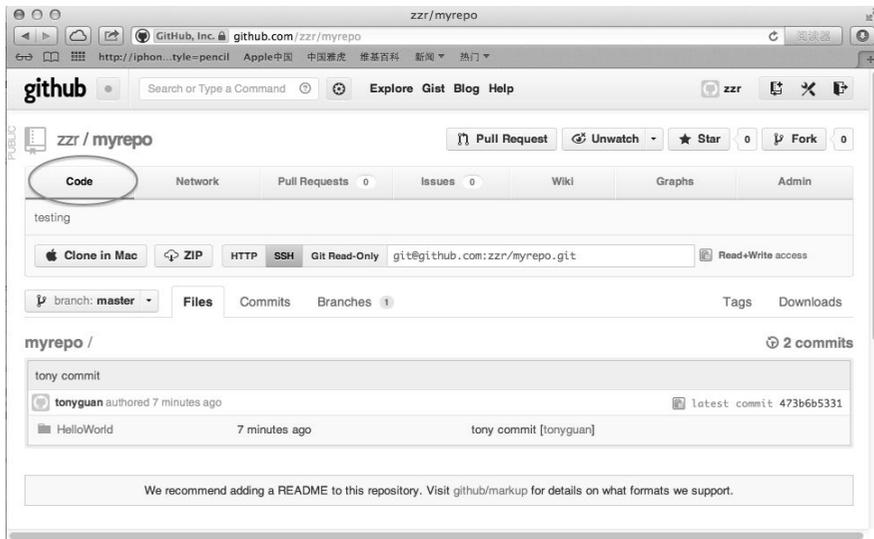 zzr/myrepo
GitHub, Inc. github.com/zzr/myrepo 阅读器
http://iphon...tyle=pencil Apple中国 中国雅虎 维基百科 新闻 热门
github Search or Type a Command Explore Gist Blog Help zzr
PUBLIC
zzr / myrepo Pull Request Unwatch Star 0 Fork 0
Code Network Pull Requests 0 Issues 0 Wiki Graphs Admin
testing
Clone in Mac ZIP HTTP SSH Git Read-Only git@github.com:zzr/myrepo.git Read+Write access
branch: master Files Commits Branches 1 Tags Downloads
myrepo / 2 commits
tony commit
tonyguan authored 7 minutes ago latest commit 473b6b5331
HelloWorld 7 minutes ago tony commit [tonyguan]
We recommend adding a README to this repository. Visit github/markup for details on what formats we support.